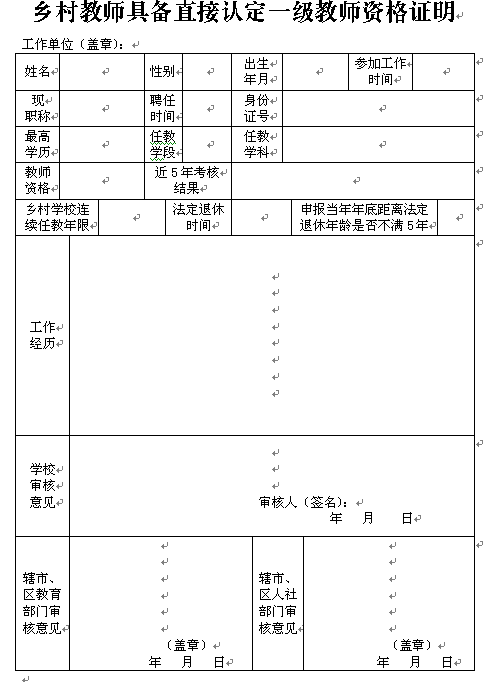 乡村教师具备直接认定一级教师资格证明
工作单位（盖章）：
姓名 性别 出生年月 参加工作时间
现职称 聘任时间 身份证号
最高学历 任教学段 任教学科
教师资格 近5年考核结果
乡村学校连续任教年限 法定退休时间 申报当年年底距离法定退休年龄是否不满5年
工作经历
学校审核意见
审核人（签名）：
年 月 日
辖市、区教育部门审核意见
（盖章）
年 月 日
辖市、区人社部门审核意见
（盖章）
年 月 日